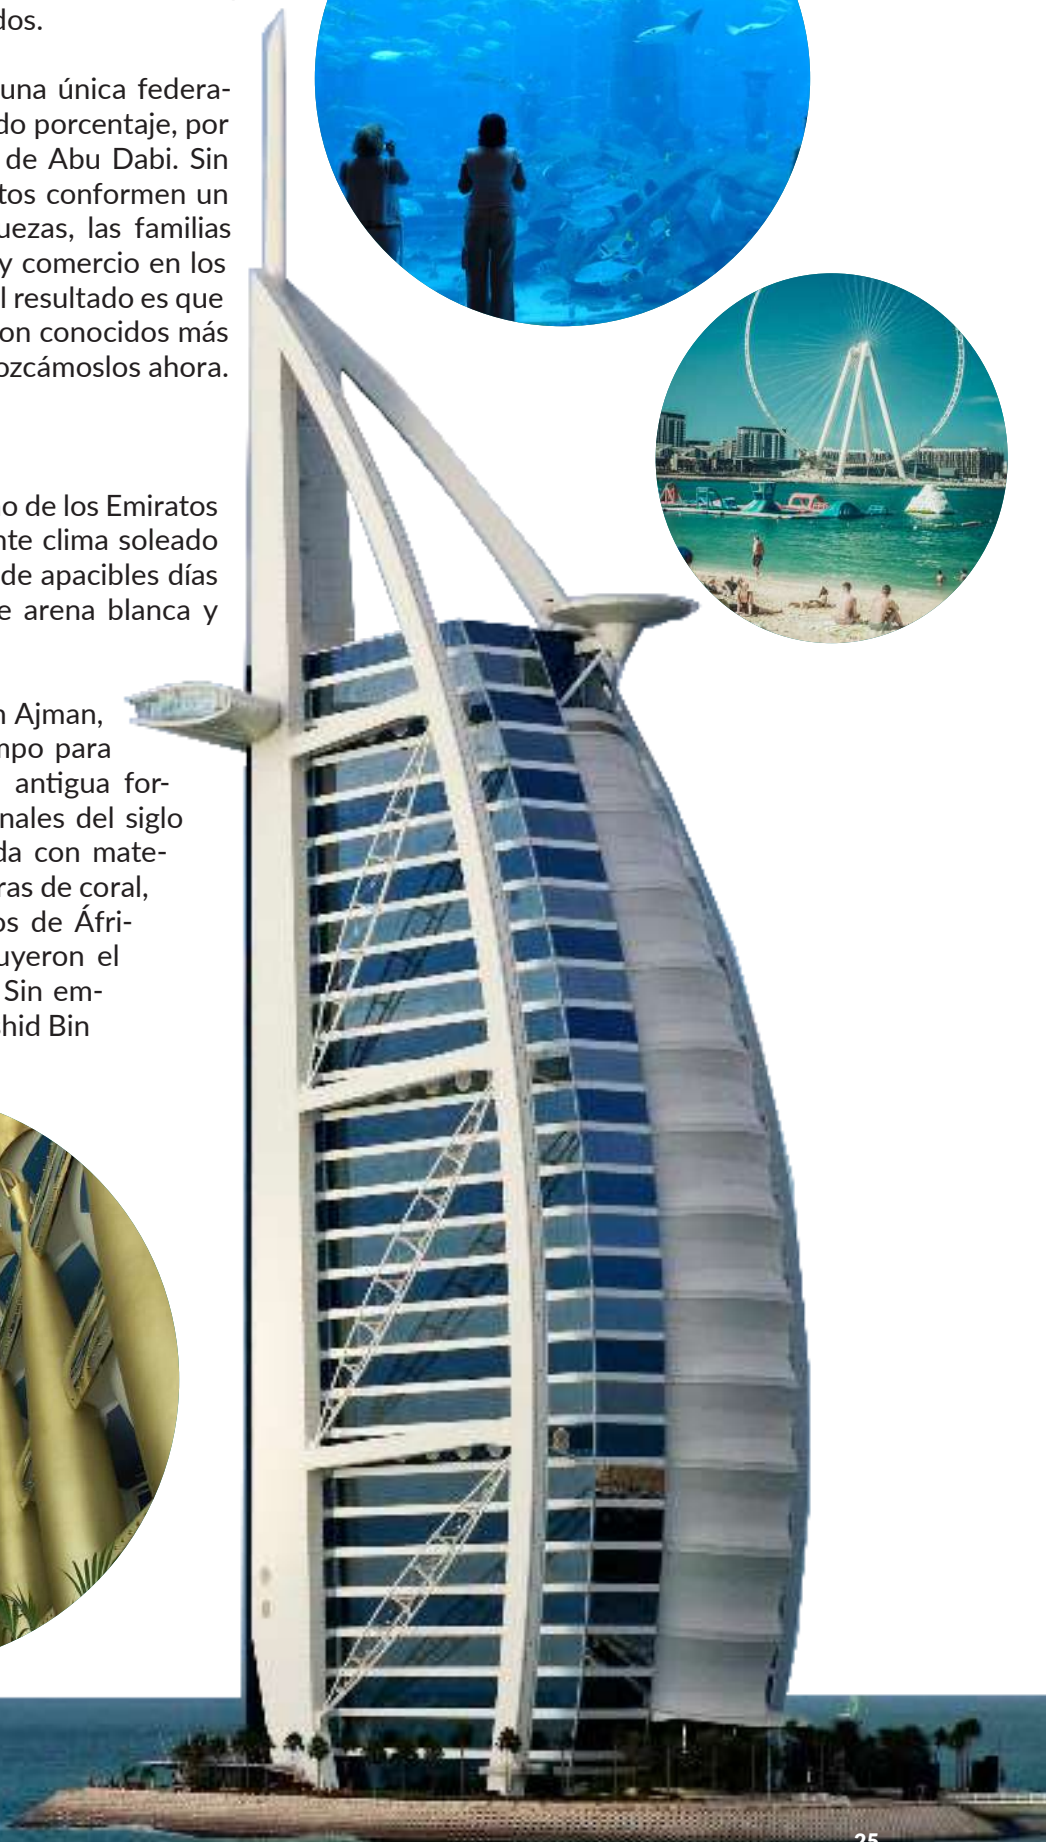 dos.
una única federa-
do porcentaje, por
de Abu Dabi. Sin
tos conformen un
uezas, las familias
y comercio en los
l resultado es que
on conocidos más
ozcámoslos ahora.
o de los Emiratos
nte clima soleado
de apacibles días
e arena blanca y
n Ajman,
mpo para
antigua for-
nales del siglo
da con mate-
ras de coral,
os de Áfri-
uyeron el
Sin em-
hid Bin
25